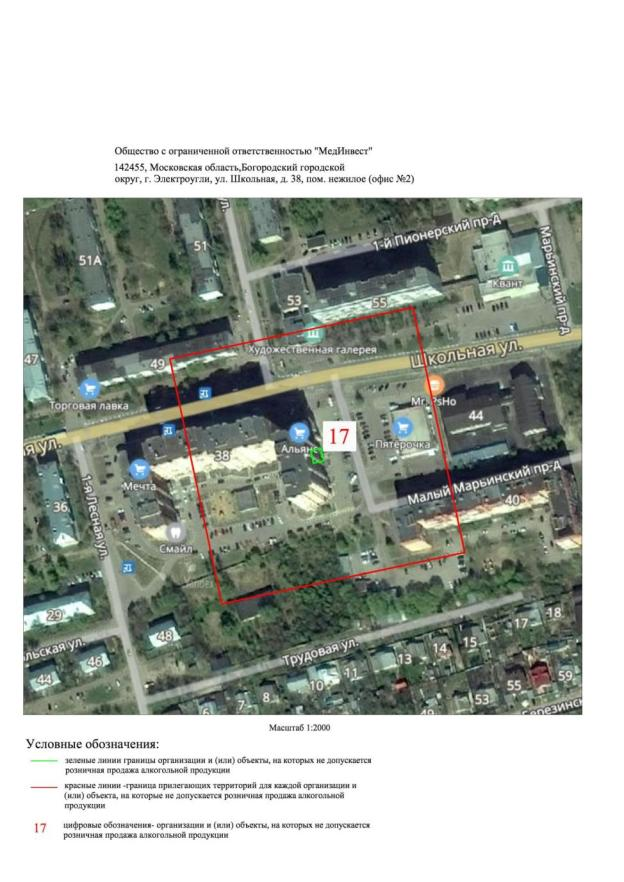 Общество с ограниченной ответственностью "МедИнвест"
142455, Московская область,Богородский городской
округ, г. Электроугли, ул. Школьная, д. 38, пом. нежилое (офис №2)
51А
51
1-й Пионерский пр-д
Марьинский пр-д
Квант
53
55
47
49
Художественная галерея
Школьная ул.
Торговая лавка
44
Альянс
17
Пятёрочка
38
Мечта
Малый Марьинский пр-д
40
36
1-я Лесная ул.
Смайл
29
48
Трудовая ул.
17
18
15
14
13
46
44
11
10
59
55
53
8
7
Масштаб 1:2000
Условные обозначения:
зеленые линии границы организации и (или) объекты, на которых не допускается
розничная продажа алкогольной продукции
красные линии -граница прилегающих территорий для каждой организации и
(или) объекта, на которые не допускается розничная продажа алкогольной
продукции
17
цифровые обозначения- организации и (или) объекты, на которых не допускается
розничная продажа алкогольной продукции